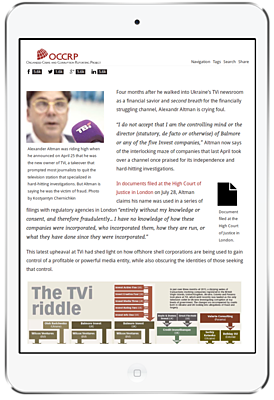 OCCRP
Organized Crime and Corruption Reporting Project
Navigation Tags Search Share
Four months after he walked into Ukraine's TVi newsroom
as a financial savior and second breath for the financially
struggling channel, Alexandr Altman is crying foul.
"I do not accept that I am the controlling mind or the
director (statutory, de facto or otherwise) of Balmore
or any of the five Invest companies," Altman now says
of the interlocking maze of companies that last April took
over a channel once praised for its independence and
hard-hitting investigations.
TVi
Alexander Altman was riding high when
he announced on April 25 that he was
the new owner of TVi, a takeover that
prompted most journalists to quit the
television station that specialized in
hard-hitting investigations. But Altman is
saying he was the victim of fraud. Photo
by Kostyantyn Chernichkin
In documents filed at the High Court of
Justice in London on July 28, Altman
claims his name was used in a series of
filings with regulatory agencies in London "entirely without my knowledge or
consent, and therefore fraudulently... I have no knowledge of how these
companies were incorporated, who incorporated them, how they are run, or
what they have done since they were incorporated."
Document
filed at the
High Court
of Justice in
London
This latest upheaval at TVi had shed light on how offshore shell corporations are being used to gain
control of a profitable or powerful media entity, while also obscuring the identities of those seeking
that control.
The TVi
riddle